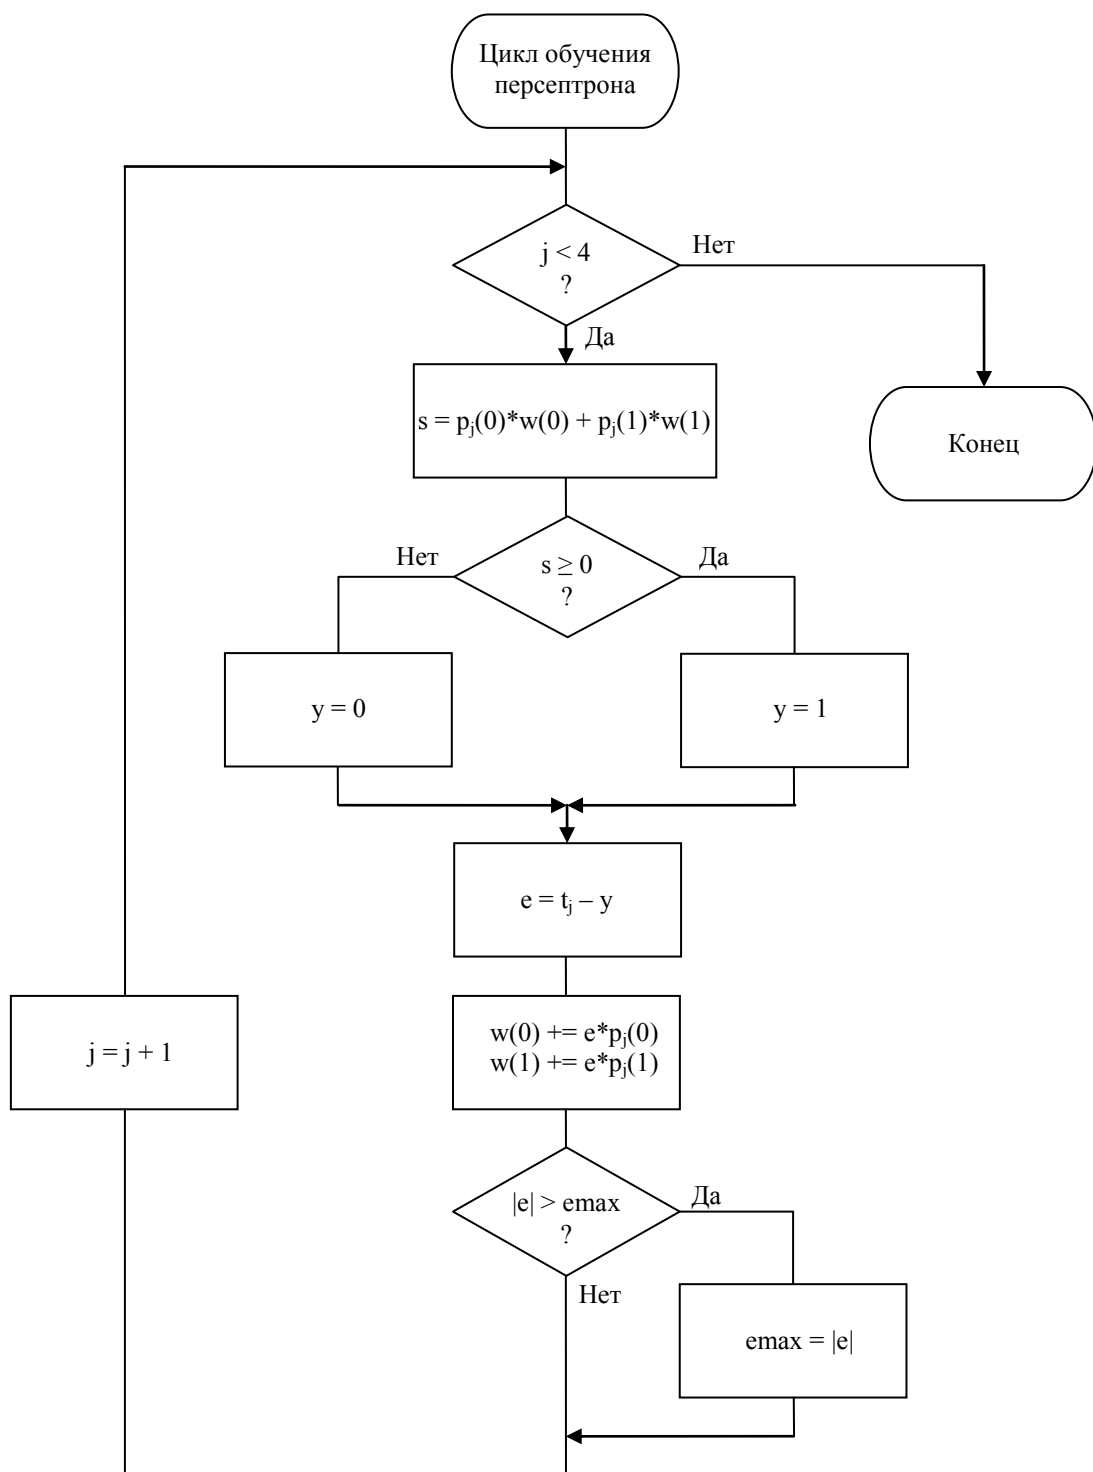 Цикл обучения
персептрона
j < 4
?
Нет
Да
s = pⱼ(0)*w(0) + pⱼ(1)*w(1)
Конец
Нет
s ≥ 0
?
Да
y = 0
y = 1
e = tⱼ – y
j = j + 1
w(0) += e*pⱼ(0)
w(1) += e*pⱼ(1)
|e| > emax
?
Да
Нет
emax = |e|